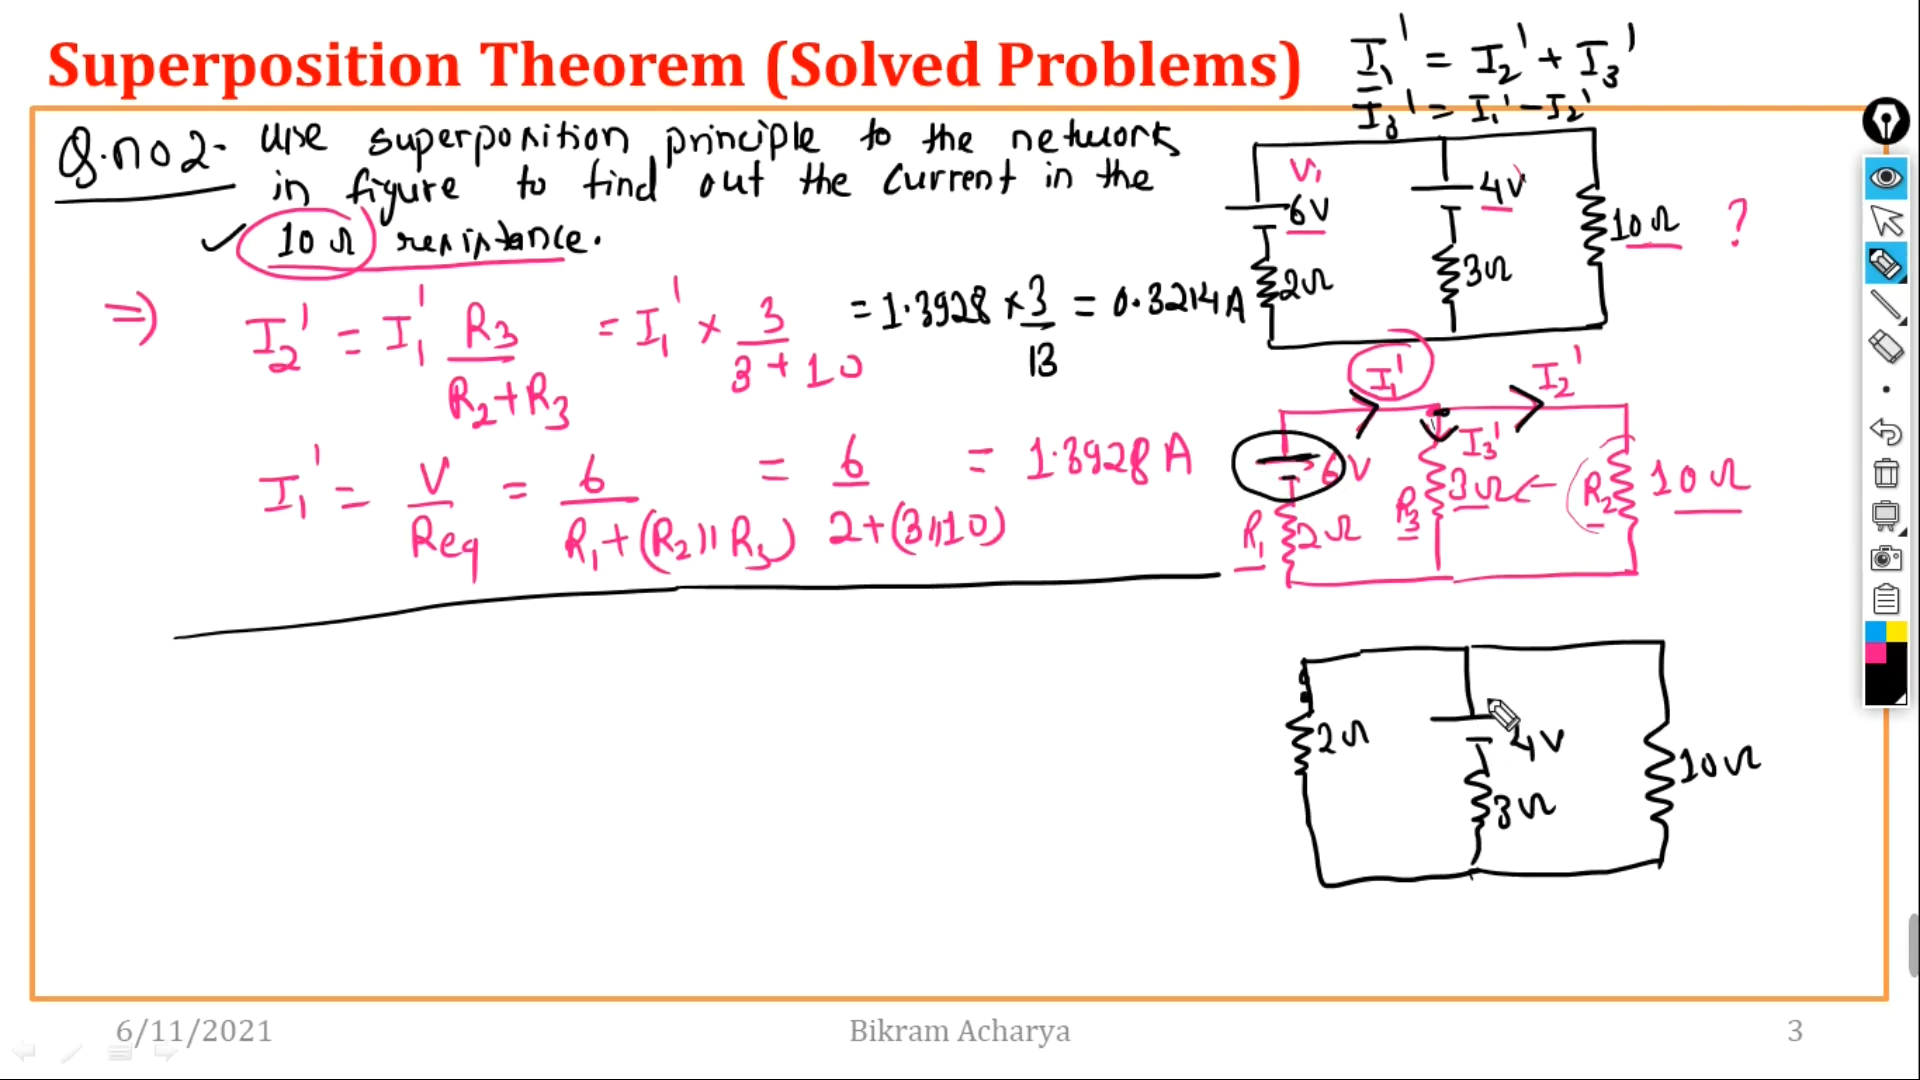 Superposition Theorem (Solved Problems)
I₁' = I₂' + I₃'
I₃' = I₁' - I₂'
Q.no 2- use superposition principle to the network
in figure to find out the current in the
✓ 10 Ω resistance.
V₁
6V
4V
10Ω ?
2Ω
3Ω
=> I₂' = I₁' R₃ / (R₂+R₃) = I₁' × 3 / (3+10) = 1.3928 × 3/13 = 0.3214A
I₁' = V/Req = 6 / (R₁+(R₂||R₃)) = 6 / (2+(3||10)) = 1.3928 A
I₁'
I₂'
I₃'
6V
R₁ 2Ω
R₃ 3Ω
R₂ 10Ω
2Ω
4V
3Ω
10Ω
6/11/2021
Bikram Acharya
3